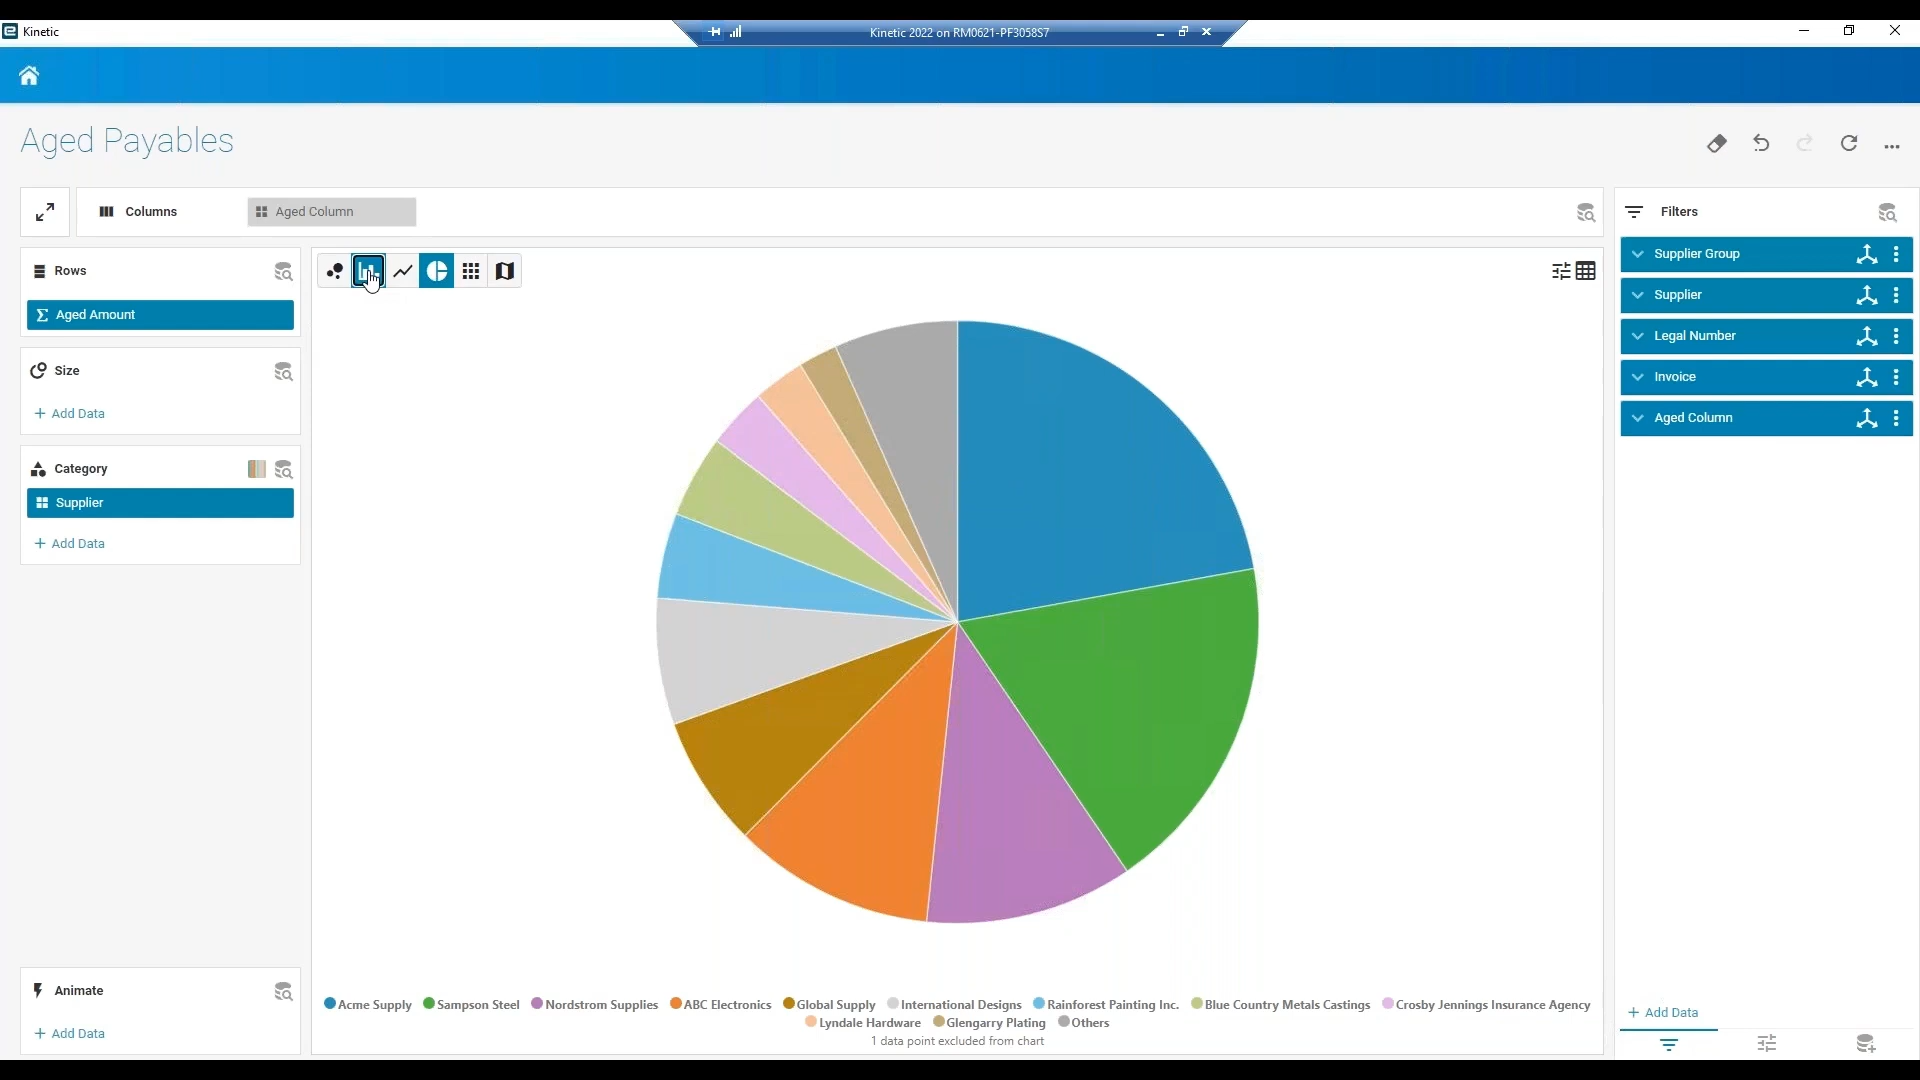 Kinetic
Kinetic 2022 on RM0621-PF3058S7
Aged Payables
Columns
Aged Column
Filters
Rows
Aged Amount
Size
+ Add Data
Category
Supplier
+ Add Data
Supplier Group
Supplier
Legal Number
Invoice
Aged Column
Acme Supply Sampson Steel Nordstrom Supplies ABC Electronics Global Supply International Designs Rainforest Painting Inc. Blue Country Metals Castings Crosby Jennings Insurance Agency
Lyndale Hardware Glengarry Plating Others
1 data point excluded from chart
Animate
+ Add Data
+ Add Data